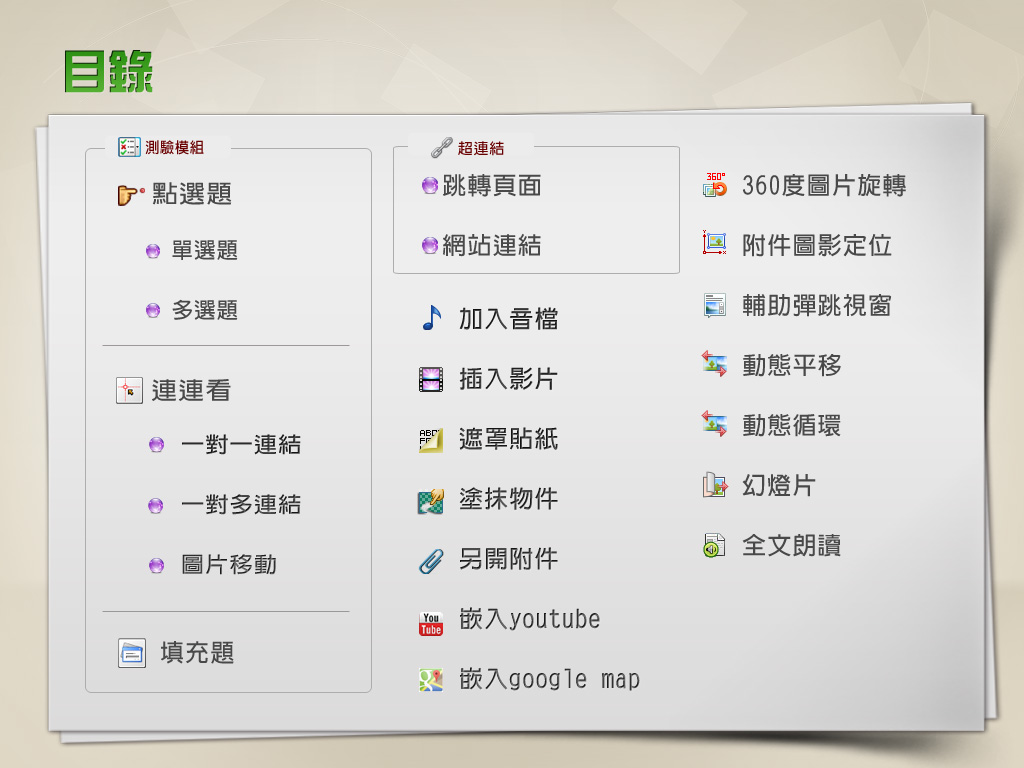 目錄
測驗模組
點選題
單選題
多選題
連連看
一對一連結
一對多連結
圖片移動
填充題
超連結
跳轉頁面
網站連結
加入音檔
插入影片
遮罩貼紙
塗抹物件
另開附件
You
Tube
嵌入youtube
嵌入google map
360°
360度圖片旋轉
附件圖影定位
輔助彈跳視窗
動態平移
動態循環
幻燈片
全文朗讀